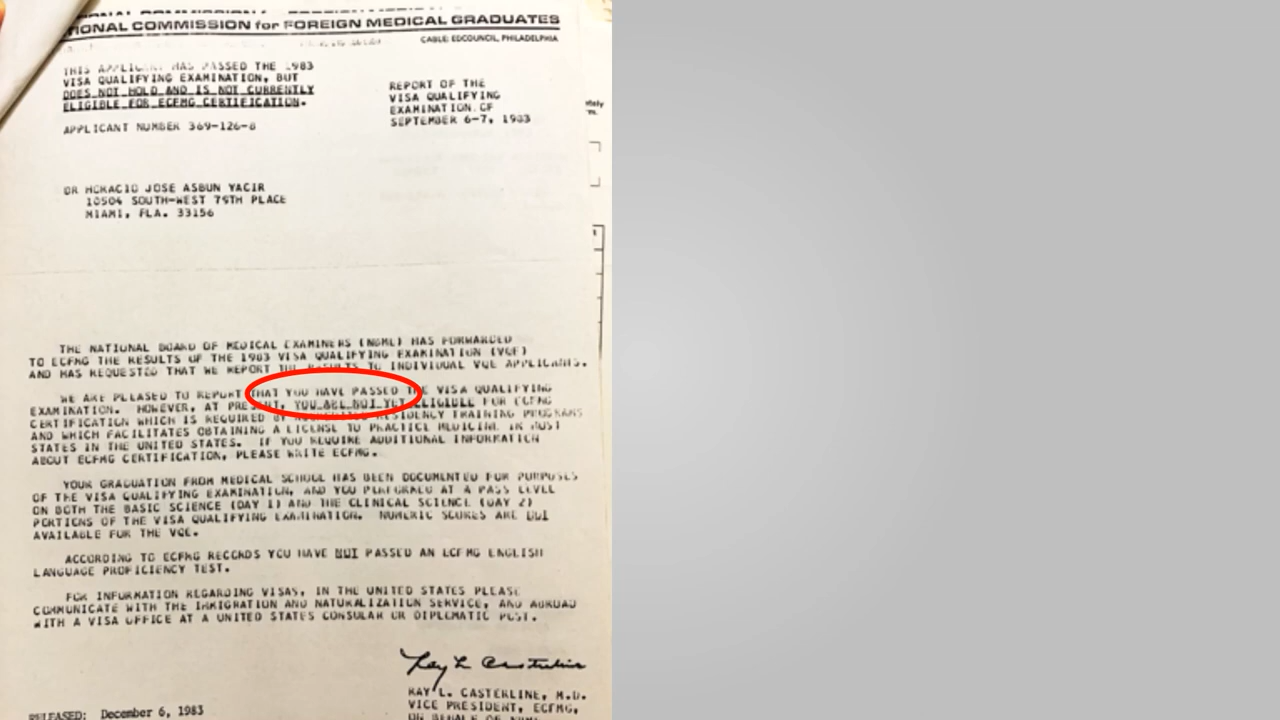 IONAL COMMISSION for FOREIGN MEDICAL GRADUATES
CABLE: EDCOUNCIL, PHILADELPHIA
THIS APPLICANT HAS PASSED THE 1983
VISA QUALIFYING EXAMINATION, BUT
DOES NOT HOLD AND IS NOT CURRENTLY
ELIGIBLE FOR ECFMG CERTIFICATION.
APPLICANT NUMBER 369-126-8
REPORT OF THE
VISA QUALIFYING
EXAMINATION OF
SEPTEMBER 6-7, 1983
DR HORACIO JOSE ASBUN YACIR
10504 SOUTH-WEST 79TH PLACE
MIAMI, FLA. 33156
THE NATIONAL BOARD OF MEDICAL EXAMINERS (NBME) HAS FORWARDED
TO ECFMG THE RESULTS OF THE 1983 VISA QUALIFYING EXAMINATION (VQE)
AND HAS REQUESTED THAT WE REPORT THE RESULTS TO INDIVIDUAL VQE APPLICANTS.
WE ARE PLEASED TO REPORT THAT YOU HAVE PASSED THE VISA QUALIFYING
EXAMINATION. HOWEVER, AT PRESENT, YOU ARE NOT YET ELIGIBLE FOR ECFMG
CERTIFICATION WHICH IS REQUIRED BY ACCREDITED RESIDENCY TRAINING PROGRAMS
AND WHICH FACILITATES OBTAINING A LICENSE TO PRACTICE MEDICINE IN MOST
STATES IN THE UNITED STATES. IF YOU REQUIRE ADDITIONAL INFORMATION
ABOUT ECFMG CERTIFICATION, PLEASE WRITE ECFMG.
YOUR GRADUATION FROM MEDICAL SCHOOL HAS BEEN DOCUMENTED FOR PURPOSES
OF THE VISA QUALIFYING EXAMINATION, AND YOU PERFORMED AT A PASS LEVEL
ON BOTH THE BASIC SCIENCE (DAY 1) AND THE CLINICAL SCIENCE (DAY 2)
PORTIONS OF THE VISA QUALIFYING EXAMINATION. NUMERIC SCORES ARE NOT
AVAILABLE FOR THE VQE.
ACCORDING TO ECFMG RECORDS YOU HAVE NOT PASSED AN ECFMG ENGLISH
LANGUAGE PROFICIENCY TEST.
FOR INFORMATION REGARDING VISAS, IN THE UNITED STATES PLEASE
COMMUNICATE WITH THE IMMIGRATION AND NATURALIZATION SERVICE, AND ABROAD
WITH A VISA OFFICE AT A UNITED STATES CONSULAR OR DIPLOMATIC POST.
Ray L Casterline
RAY L. CASTERLINE, M.D.
VICE PRESIDENT, ECFMG,
ON BEHALF OF NBME
RELEASED: December 6, 1983